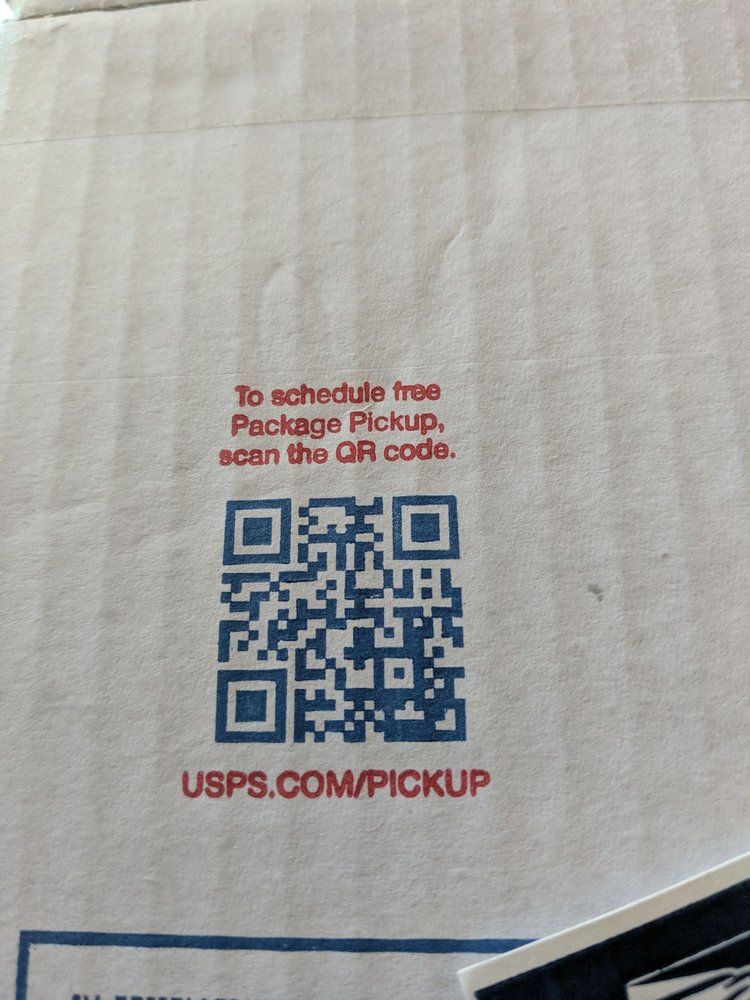 To schedule free
Package Pickup,
scan the QR code.
USPS.COM/PICKUP